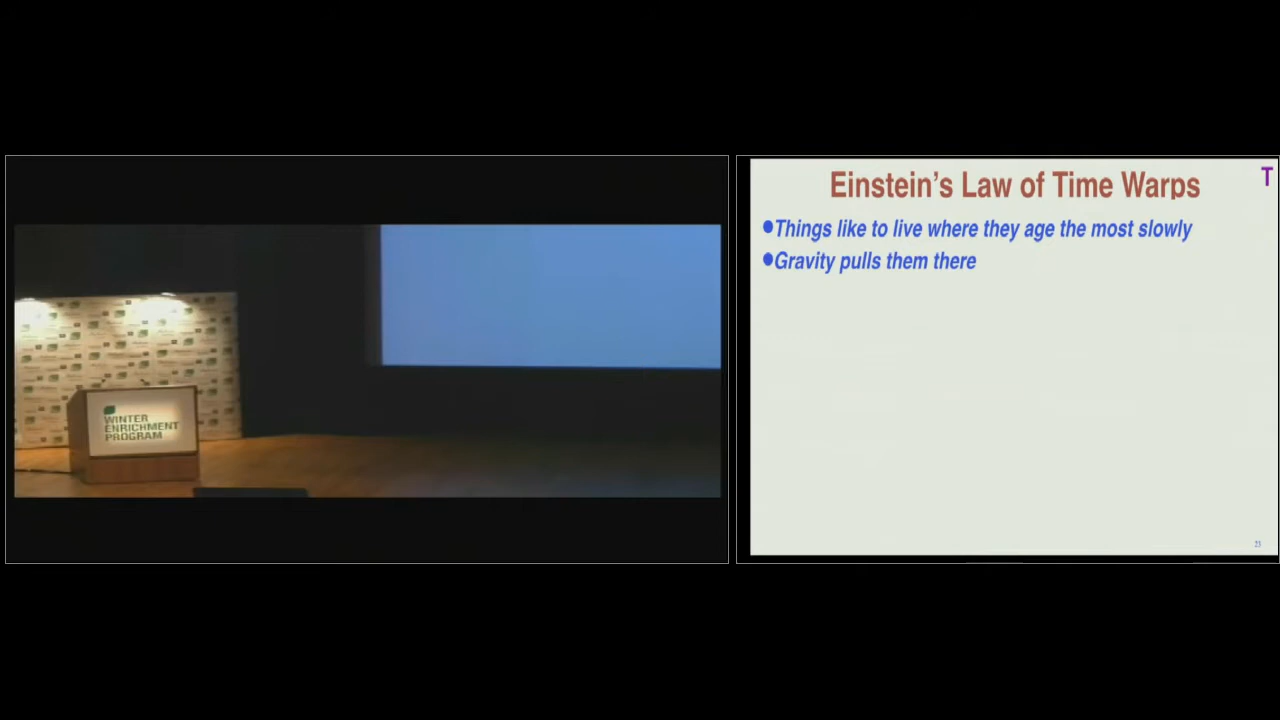 WINTER
ENRICHMENT
PROGRAM
Einstein's Law of Time Warps
T
●Things like to live where they age the most slowly
●Gravity pulls them there
23